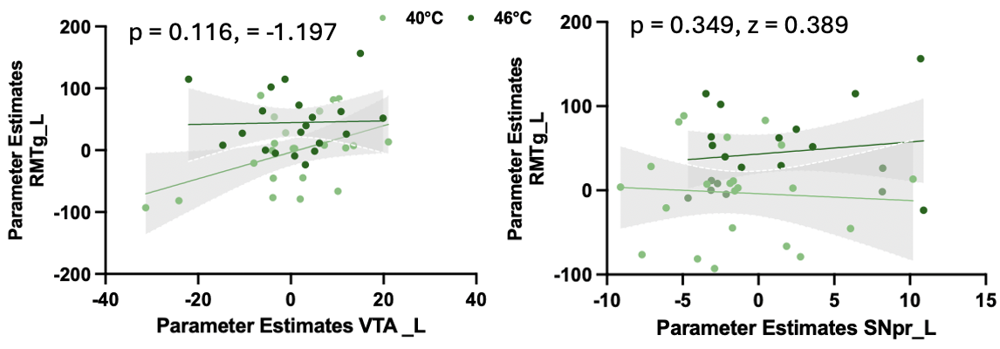 40°C 46°C
p = 0.116, = -1.197
Parameter Estimates
RMTg_L
200
100
0
-100
-200
-40 -20 0 20 40
Parameter Estimates VTA _L
p = 0.349, z = 0.389
Parameter Estimates
RMTg_L
200
100
0
-100
-10 -5 0 5 10 15
Parameter Estimates SNpr_L